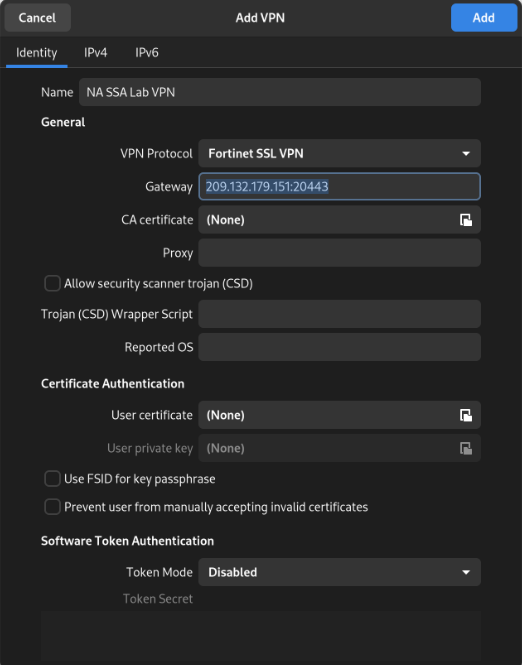 Cancel Add VPN Add
Identity IPv4 IPv6
Name NA SSA Lab VPN
General
VPN Protocol Fortinet SSL VPN
Gateway 209.132.179.151:20443
CA certificate (None)
Proxy
Allow security scanner trojan (CSD)
Trojan (CSD) Wrapper Script
Reported OS
Certificate Authentication
User certificate (None)
User private key (None)
Use FSID for key passphrase
Prevent user from manually accepting invalid certificates
Software Token Authentication
Token Mode Disabled
Token Secret